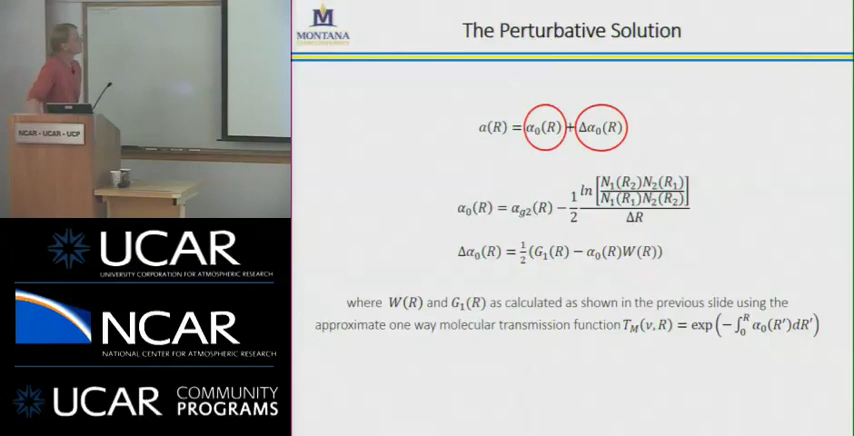 NCAR · UCAR · UCP
UCAR
UNIVERSITY CORPORATION FOR ATMOSPHERIC RESEARCH
NCAR
NATIONAL CENTER FOR ATMOSPHERIC RESEARCH
UCAR COMMUNITY PROGRAMS
M
MONTANA
The Perturbative Solution
a(R) = α₀(R) + Δα₀(R)
α₀(R) = α_g2(R) − 1/2 ln[N₁(R₂)N₂(R₁)/N₁(R₁)N₂(R₂)]/ΔR
Δα₀(R) = 1/2 (G₁(R) − α₀(R)W(R))
where W(R) and G₁(R) as calculated as shown in the previous slide using the
approximate one way molecular transmission function T_M(ν, R) = exp(−∫₀ᴿ α₀(R′)dR′)